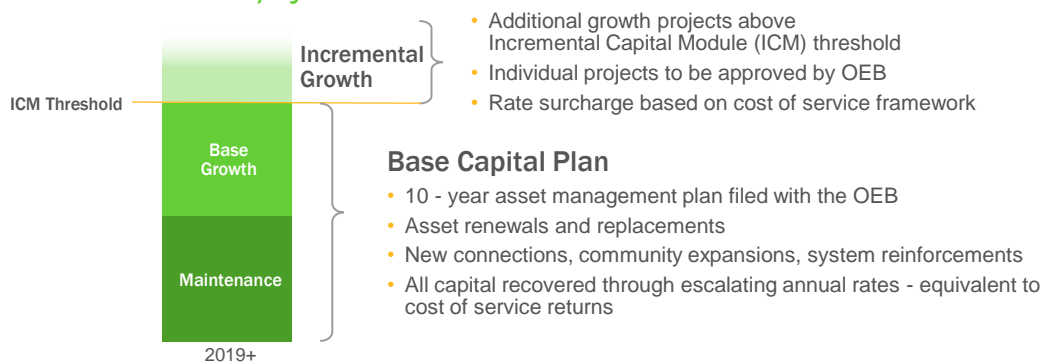 • Additional growth projects above
Incremental Capital Module (ICM) threshold
• Individual projects to be approved by OEB
• Rate surcharge based on cost of service framework
Incremental
Growth
ICM Threshold
Base
Growth
Maintenance
2019+
Base Capital Plan
• 10 - year asset management plan filed with the OEB
• Asset renewals and replacements
• New connections, community expansions, system reinforcements
• All capital recovered through escalating annual rates - equivalent to
cost of service returns